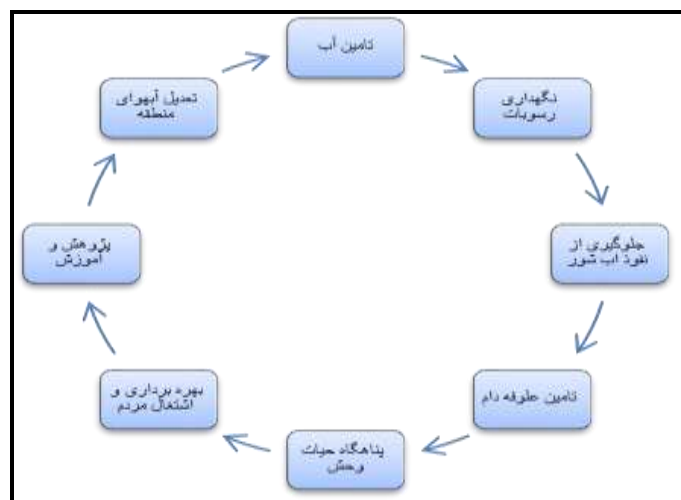 تامین آب
نگهداری
رسوبات
جلوگیری از
نفوذ اب شور
تامین علوفه دام
پناهگاه حیات
وحش
بهره برداری و
اشتغال مردم
پژوهش و
آموزش
تعدیل آبهوای
منطقه